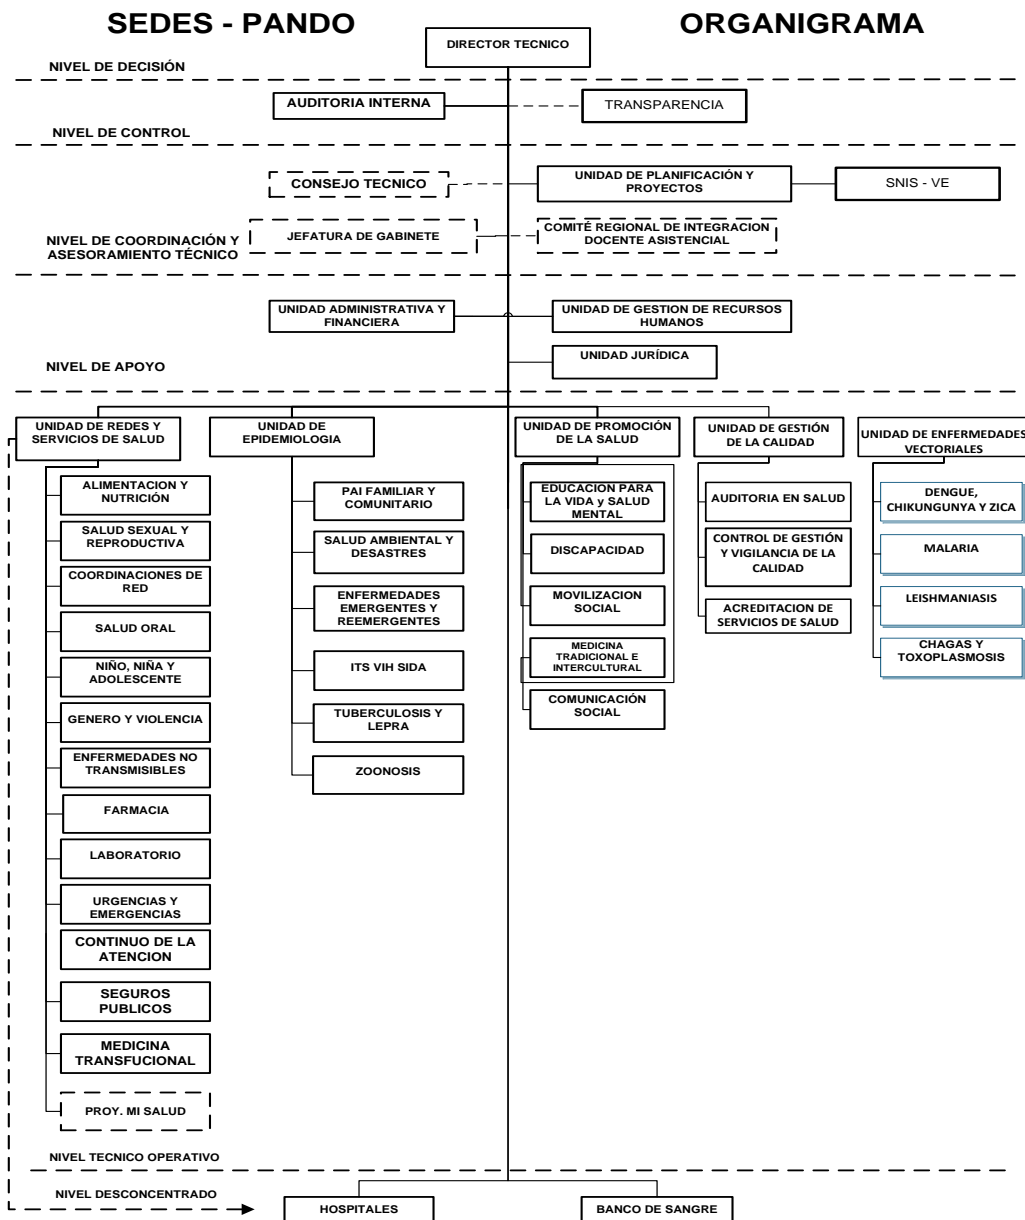 SEDES - PANDO
ORGANIGRAMA
DIRECTOR TECNICO
NIVEL DE DECISIÓN
AUDITORIA INTERNA
TRANSPARENCIA
NIVEL DE CONTROL
CONSEJO TECNICO
UNIDAD DE PLANIFICACIÓN Y
PROYECTOS
SNIS - VE
JEFATURA DE GABINETE
COMITÉ REGIONAL DE INTEGRACION
DOCENTE ASISTENCIAL
NIVEL DE COORDINACIÓN Y
ASESORAMIENTO TÉCNICO
UNIDAD ADMINISTRATIVA Y
FINANCIERA
UNIDAD DE GESTION DE RECURSOS
HUMANOS
UNIDAD JURÍDICA
NIVEL DE APOYO
UNIDAD DE REDES Y
SERVICIOS DE SALUD
ALIMENTACION Y
NUTRICIÓN
SALUD SEXUAL Y
REPRODUCTIVA
COORDINACIONES DE
RED
SALUD ORAL
NIÑO, NIÑA Y
ADOLESCENTE
GENERO Y VIOLENCIA
ENFERMEDADES NO
TRANSMISIBLES
FARMACIA
LABORATORIO
URGENCIAS Y
EMERGENCIAS
CONTINUO DE LA
ATENCION
SEGUROS
PUBLICOS
MEDICINA
TRANSFUCIONAL
PROY. MI SALUD
UNIDAD DE
EPIDEMIOLOGIA
PAI FAMILIAR Y
COMUNITARIO
SALUD AMBIENTAL Y
DESASTRES
ENFERMEDADES
EMERGENTES Y
REEMERGENTES
ITS VIH SIDA
TUBERCULOSIS Y
LEPRA
ZOONOSIS
UNIDAD DE PROMOCIÓN
DE LA SALUD
EDUCACION PARA
LA VIDA y SALUD
MENTAL
DISCAPACIDAD
MOVILIZACION
SOCIAL
MEDICINA
TRADICIONAL E
INTERCULTURAL
COMUNICACIÓN
SOCIAL
UNIDAD DE GESTIÓN
DE LA CALIDAD
AUDITORIA EN SALUD
CONTROL DE GESTIÓN
Y VIGILANCIA DE LA
CALIDAD
ACREDITACION DE
SERVICIOS DE SALUD
UNIDAD DE ENFERMEDADES
VECTORIALES
DENGUE,
CHIKUNGUNYA Y ZICA
MALARIA
LEISHMANIASIS
CHAGAS Y
TOXOPLASMOSIS
NIVEL TECNICO OPERATIVO
NIVEL DESCONCENTRADO
HOSPITALES
BANCO DE SANGRE